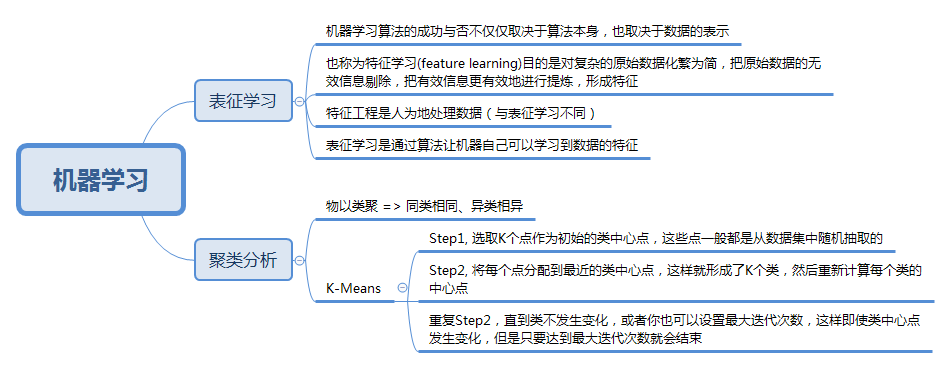 机器学习
表征学习
机器学习算法的成功与否不仅仅取决于算法本身，也取决于数据的表示
也称为特征学习(feature learning)目的是对复杂的原始数据化繁为简，把原始数据的无
效信息剔除，把有效信息更有效地进行提炼，形成特征
特征工程是人为地处理数据（与表征学习不同）
表征学习是通过算法让机器自己可以学习到数据的特征
聚类分析
物以类聚 => 同类相同、异类相异
K-Means
Step1, 选取K个点作为初始的类中心点，这些点一般都是从数据集中随机抽取的
Step2, 将每个点分配到最近的类中心点，这样就形成了K个类，然后重新计算每个类的
中心点
重复Step2，直到类不发生变化，或者你也可以设置最大迭代次数，这样即使类中心点
发生变化，但是只要达到最大迭代次数就会结束